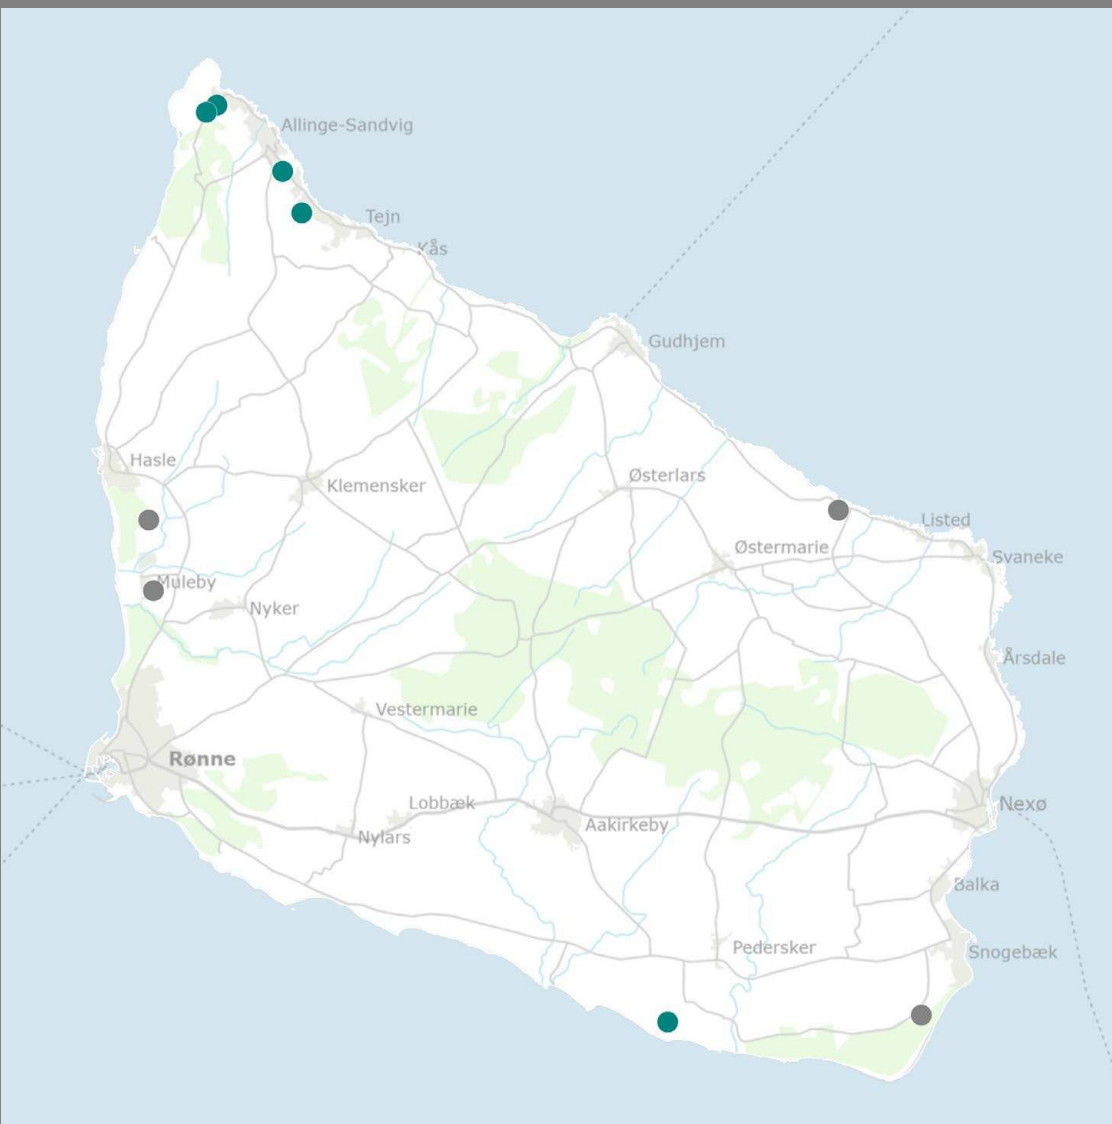 Allinge-Sandvig
Tejn
Kås
Gudhjem
Hasle
Østerlars
Klemensker
Listed
Østermarie
Svaneke
Muleby
Nyker
Årsdale
Vestermarie
Rønne
Lobbæk
Nexø
Aakirkeby
Nylars
Balka
Pedersker
Snogebæk